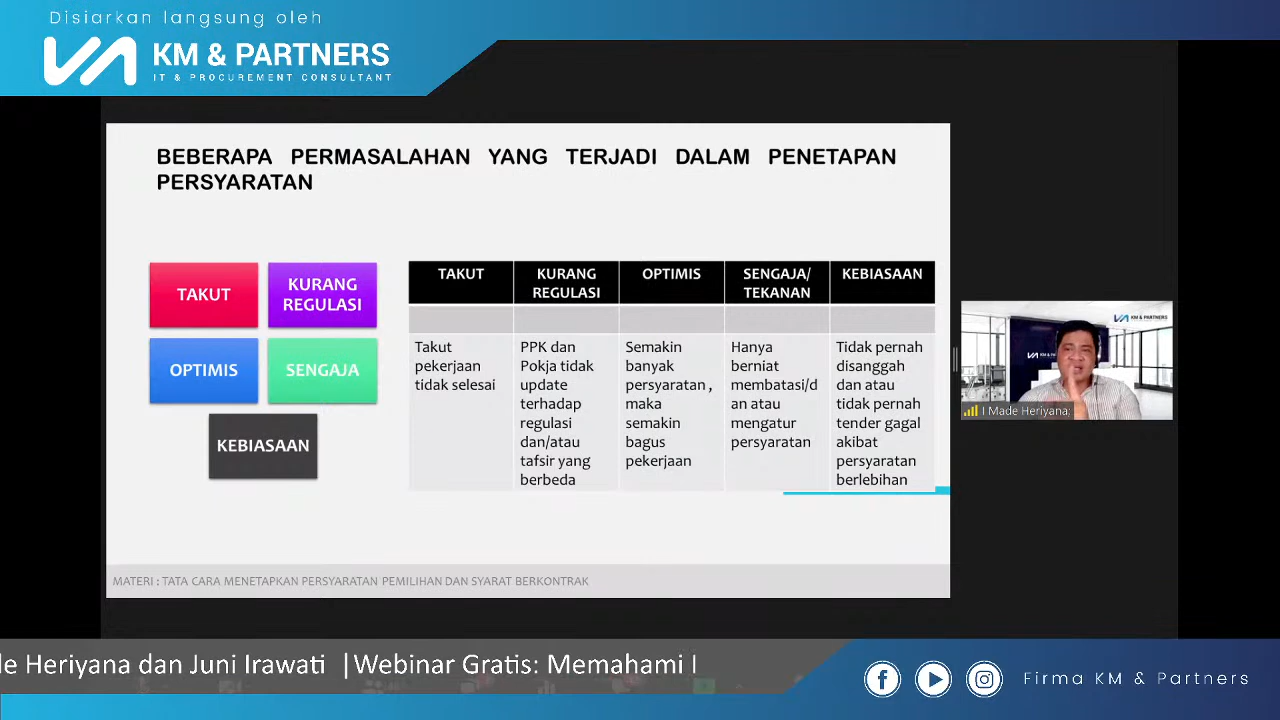 Disiarkan langsung oleh
KM & PARTNERS
IT & PROCUREMENT CONSULTANT
BEBERAPA PERMASALAHAN YANG TERJADI DALAM PENETAPAN
PERSYARATAN
TAKUT
KURANG
REGULASI
OPTIMIS
SENGAJA
KEBIASAAN
TAKUT
KURANG
REGULASI
OPTIMIS
SENGAJA/
TEKANAN
KEBIASAAN
Takut
pekerjaan
tidak selesai
PPK dan
Pokja tidak
update
terhadap
regulasi
dan/atau
tafsir yang
berbeda
Semakin
banyak
persyaratan ,
maka
semakin
bagus
pekerjaan
Hanya
berniat
membatasi/d
an atau
mengatur
persyaratan
Tidak pernah
disanggah
dan atau
tidak pernah
tender gagal
akibat
persyaratan
berlebihan
KM & PARTNERS
I Made Heriyana:
MATERI : TATA CARA MENETAPKAN PERSYARATAN PEMILIHAN DAN SYARAT BERKONTRAK
de Heriyana dan Juni Irawati |Webinar Gratis: Memahami I
Firma KM & Partners